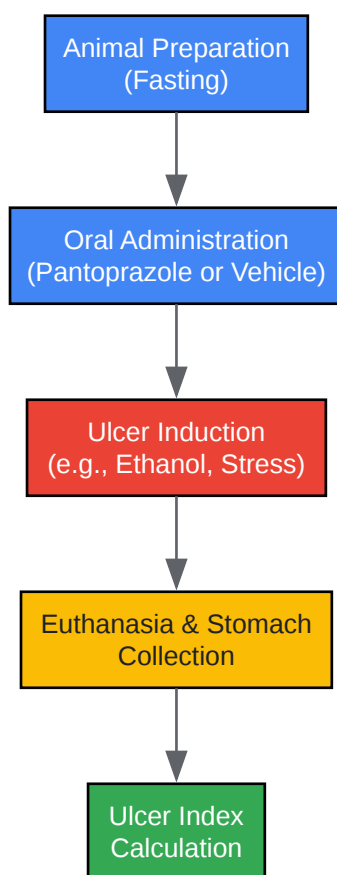 Animal Preparation
(Fasting)
Oral Administration
(Pantoprazole or Vehicle)
Ulcer Induction
(e.g., Ethanol, Stress)
Euthanasia & Stomach
Collection
Ulcer Index
Calculation